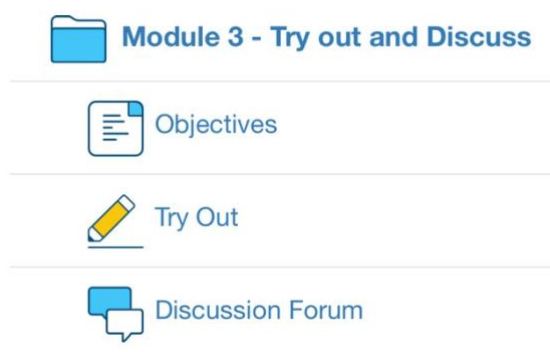 Module 3 - Try out and Discuss
Objectives
Try Out
Discussion Forum